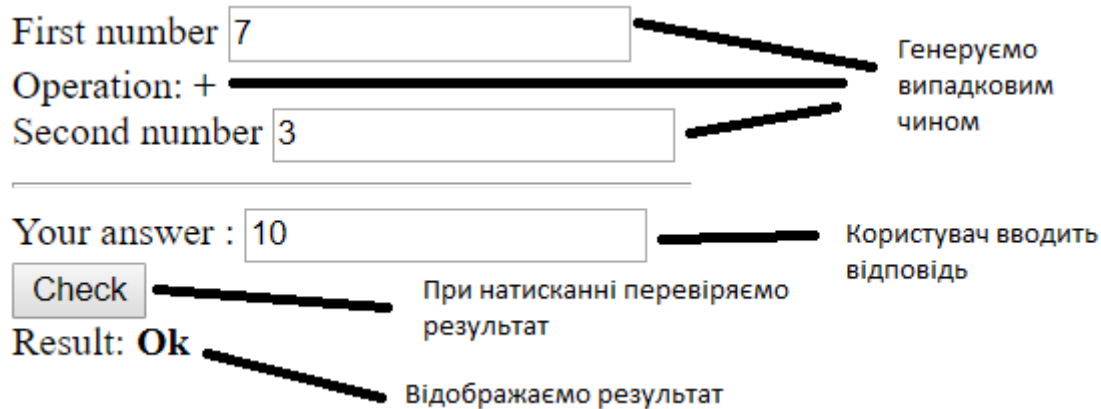 First number 7
Operation: +
Second number 3
Генеруємо
випадковим
чином
Your answer : 10
Користувач вводить
відповідь
Check
При натисканні перевіряємо
результат
Result: Ok
Відображаємо результат